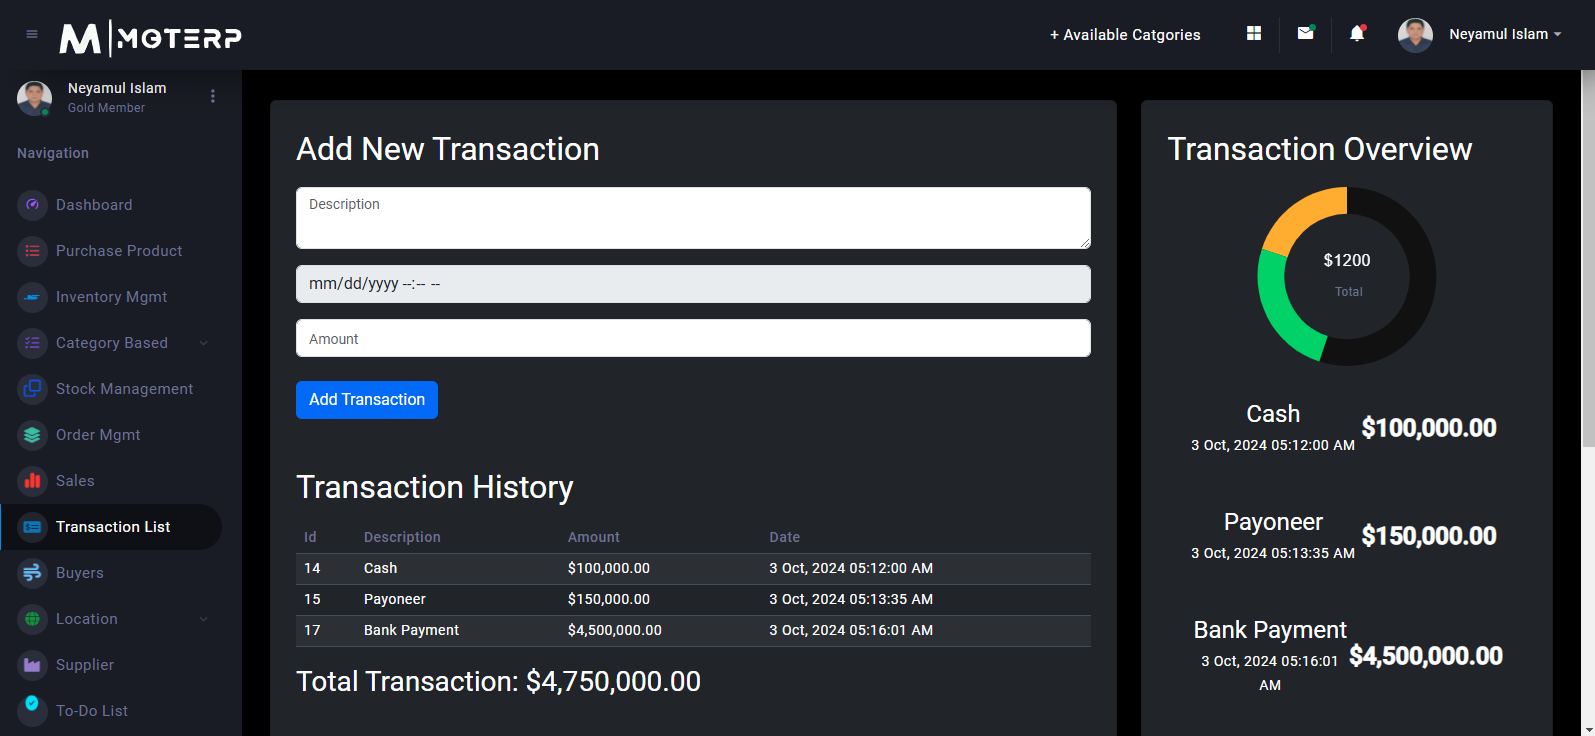 M|MOTERP
+ Available Catgories
Neyamul Islam
Neyamul Islam
Gold Member
Navigation
Dashboard
Purchase Product
Inventory Mgmt
Category Based
Stock Management
Order Mgmt
Sales
Transaction List
Buyers
Location
Supplier
To-Do List
Add New Transaction
Description
mm/dd/yyyy --:-- --
Amount
Add Transaction
Transaction History
Id Description Amount Date
14 Cash $100,000.00 3 Oct, 2024 05:12:00 AM
15 Payoneer $150,000.00 3 Oct, 2024 05:13:35 AM
17 Bank Payment $4,500,000.00 3 Oct, 2024 05:16:01 AM
Total Transaction: $4,750,000.00
Transaction Overview
$1200
Total
Cash
3 Oct, 2024 05:12:00 AM
$100,000.00
Payoneer
3 Oct, 2024 05:13:35 AM
$150,000.00
Bank Payment
3 Oct, 2024 05:16:01
AM
$4,500,000.00